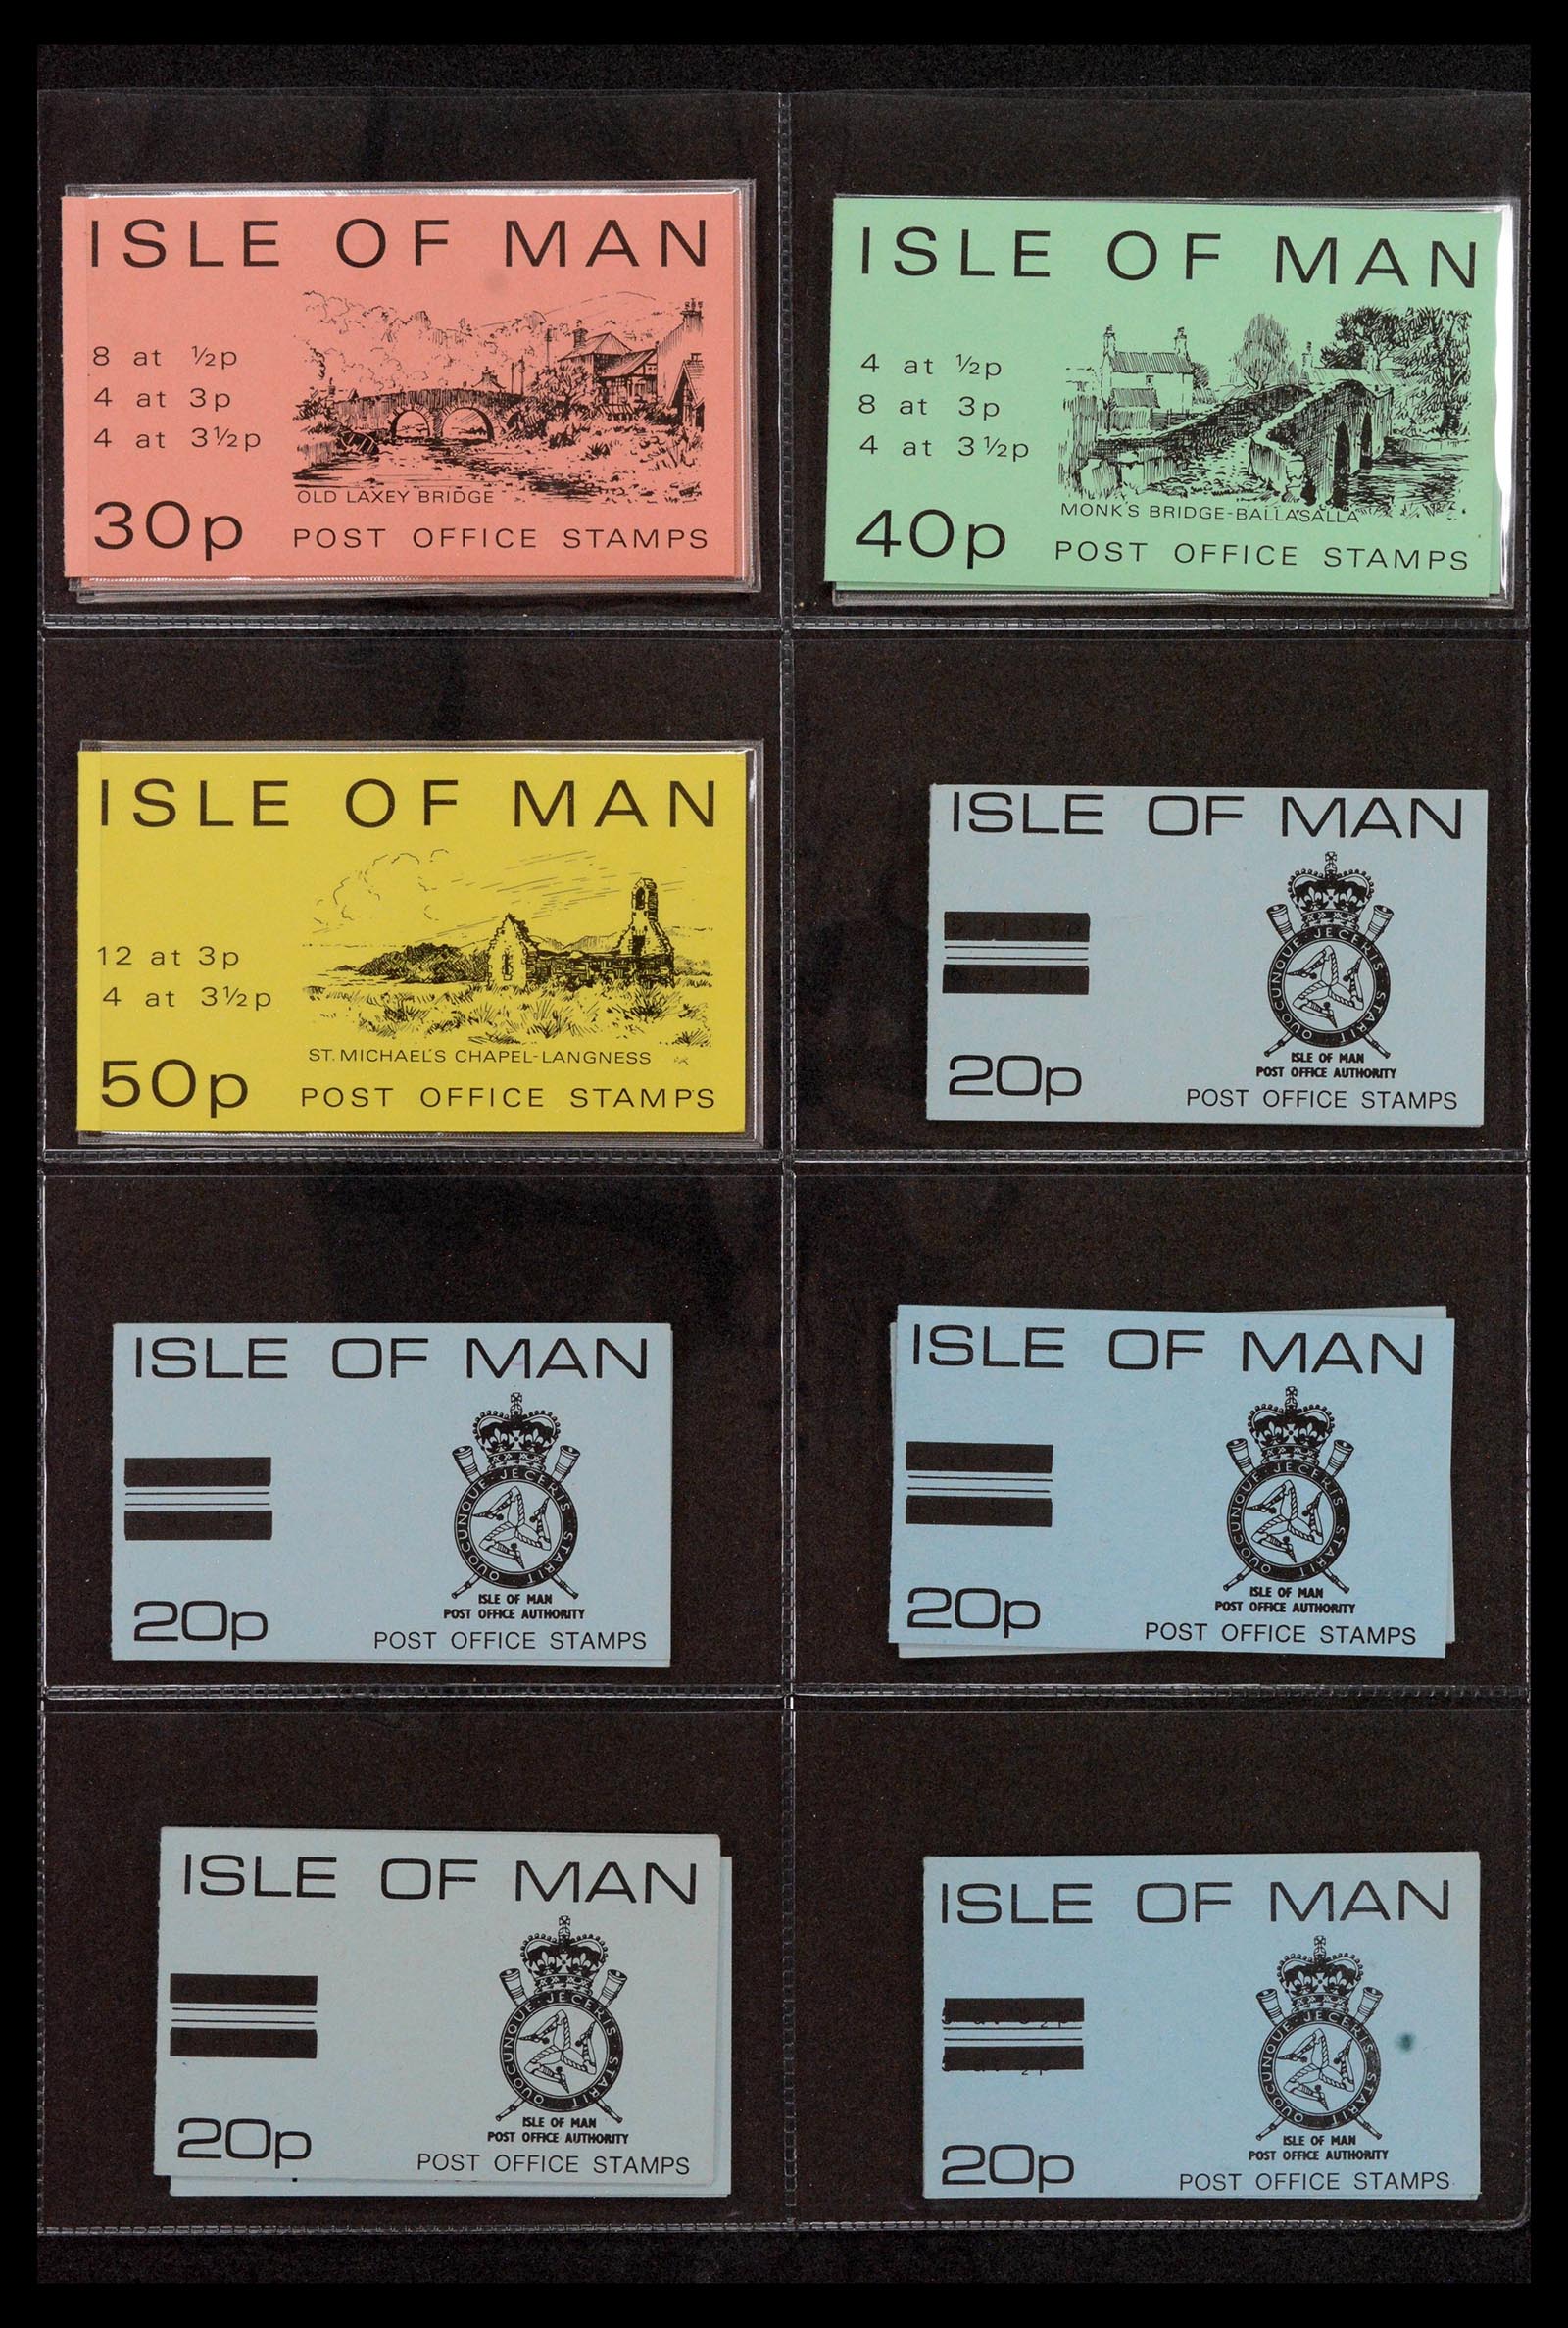 ISLE OF MAN
8 at ½p
4 at 3p
4 at 3½p
OLD LAXEY BRIDGE
30p POST OFFICE STAMPS
ISLE OF MAN
4 at ½p
8 at 3p
4 at 3½p
MONK'S BRIDGE-BALLASALLA
40p POST OFFICE STAMPS
ISLE OF MAN
12 at 3p
4 at 3½p
ST. MICHAEL'S CHAPEL-LANGNESS
50p POST OFFICE STAMPS
ISLE OF MAN
QUOCUNQUE · JECERIS · STABIT
ISLE OF MAN
POST OFFICE AUTHORITY
20p POST OFFICE STAMPS
ISLE OF MAN
QUOCUNQUE · JECERIS · STABIT
ISLE OF MAN
POST OFFICE AUTHORITY
20p POST OFFICE STAMPS
ISLE OF MAN
QUOCUNQUE · JECERIS · STABIT
ISLE OF MAN
POST OFFICE AUTHORITY
20p POST OFFICE STAMPS
ISLE OF MAN
QUOCUNQUE · JECERIS · STABIT
ISLE OF MAN
POST OFFICE AUTHORITY
20p POST OFFICE STAMPS
ISLE OF MAN
QUOCUNQUE · JECERIS · STABIT
ISLE OF MAN
POST OFFICE AUTHORITY
20p POST OFFICE STAMPS